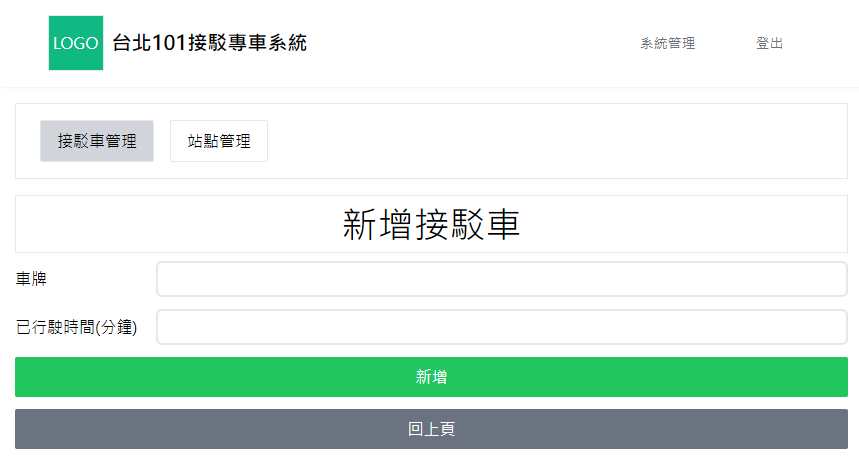 LOGO 台北101接駁專車系統 系統管理 登出
接駁車管理 站點管理
新增接駁車
車牌
已行駛時間(分鐘)
新增
回上頁